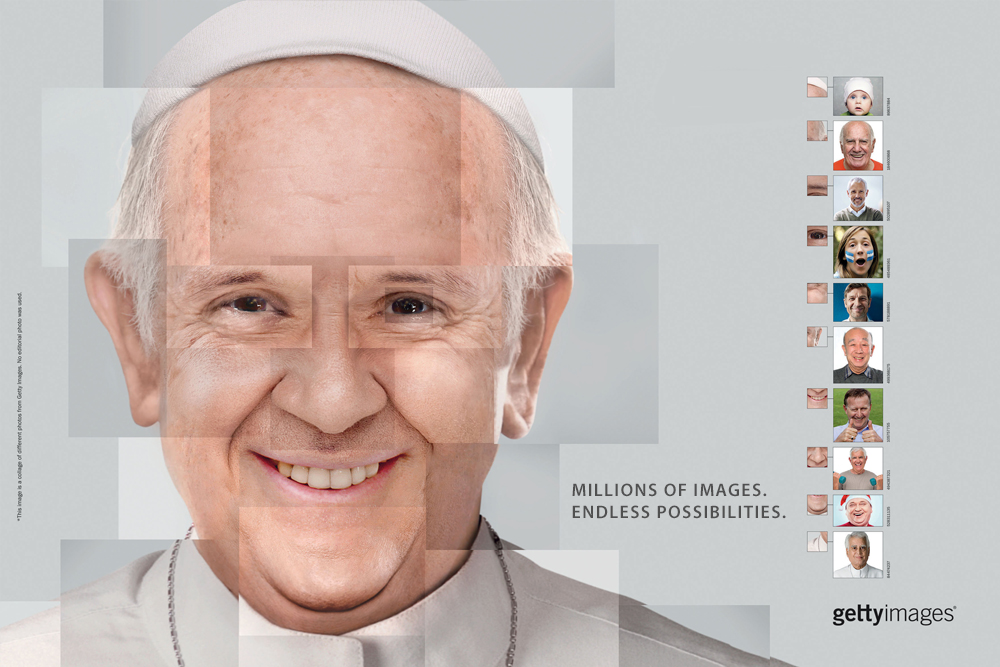 *This image is a collage of different photos from Getty Images. No editorial photo was used.
MILLIONS OF IMAGES.
ENDLESS POSSIBILITIES.
gettyimages®